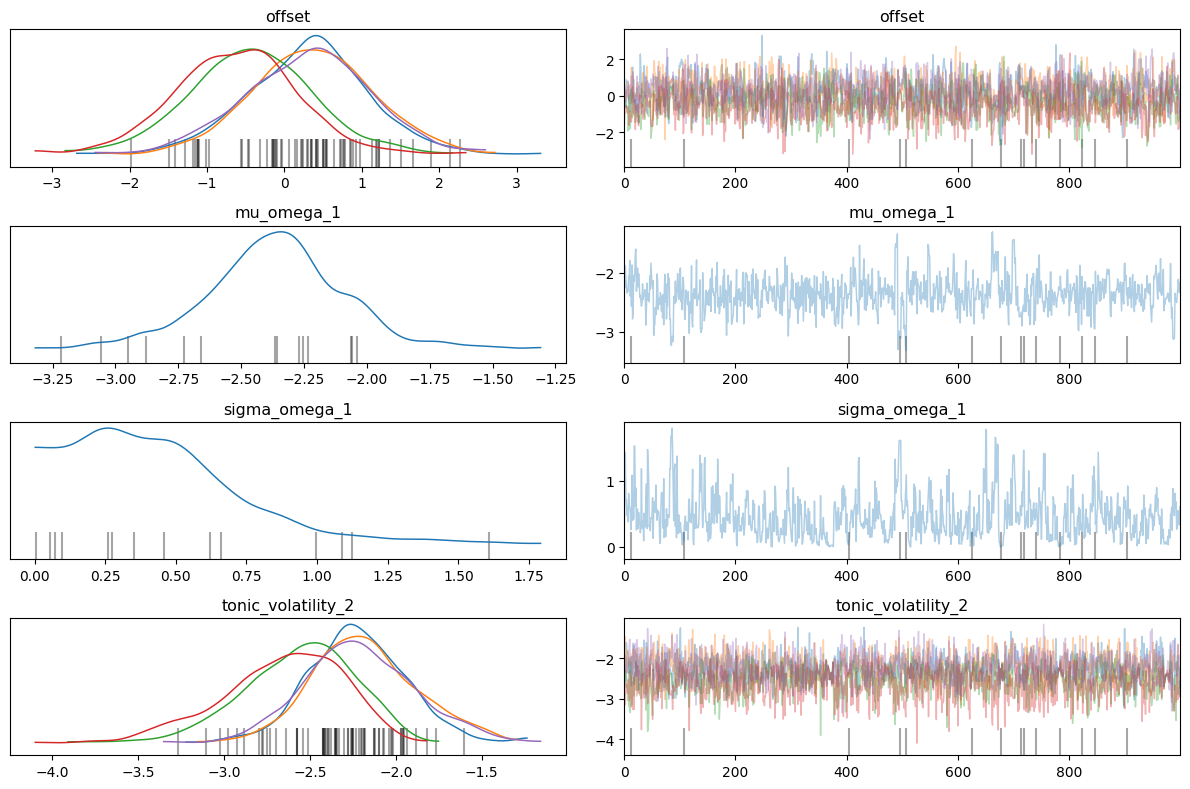 offset
offset
−3 −2 −1 0 1 2 3
2
0
−2
0 200 400 600 800
mu_omega_1
mu_omega_1
−3.25 −3.00 −2.75 −2.50 −2.25 −2.00 −1.75 −1.50 −1.25
−2
−3
0 200 400 600 800
sigma_omega_1
sigma_omega_1
0.00 0.25 0.50 0.75 1.00 1.25 1.50 1.75
1
0
0 200 400 600 800
tonic_volatility_2
tonic_volatility_2
−4.0 −3.5 −3.0 −2.5 −2.0 −1.5
−2
−3
−4
0 200 400 600 800